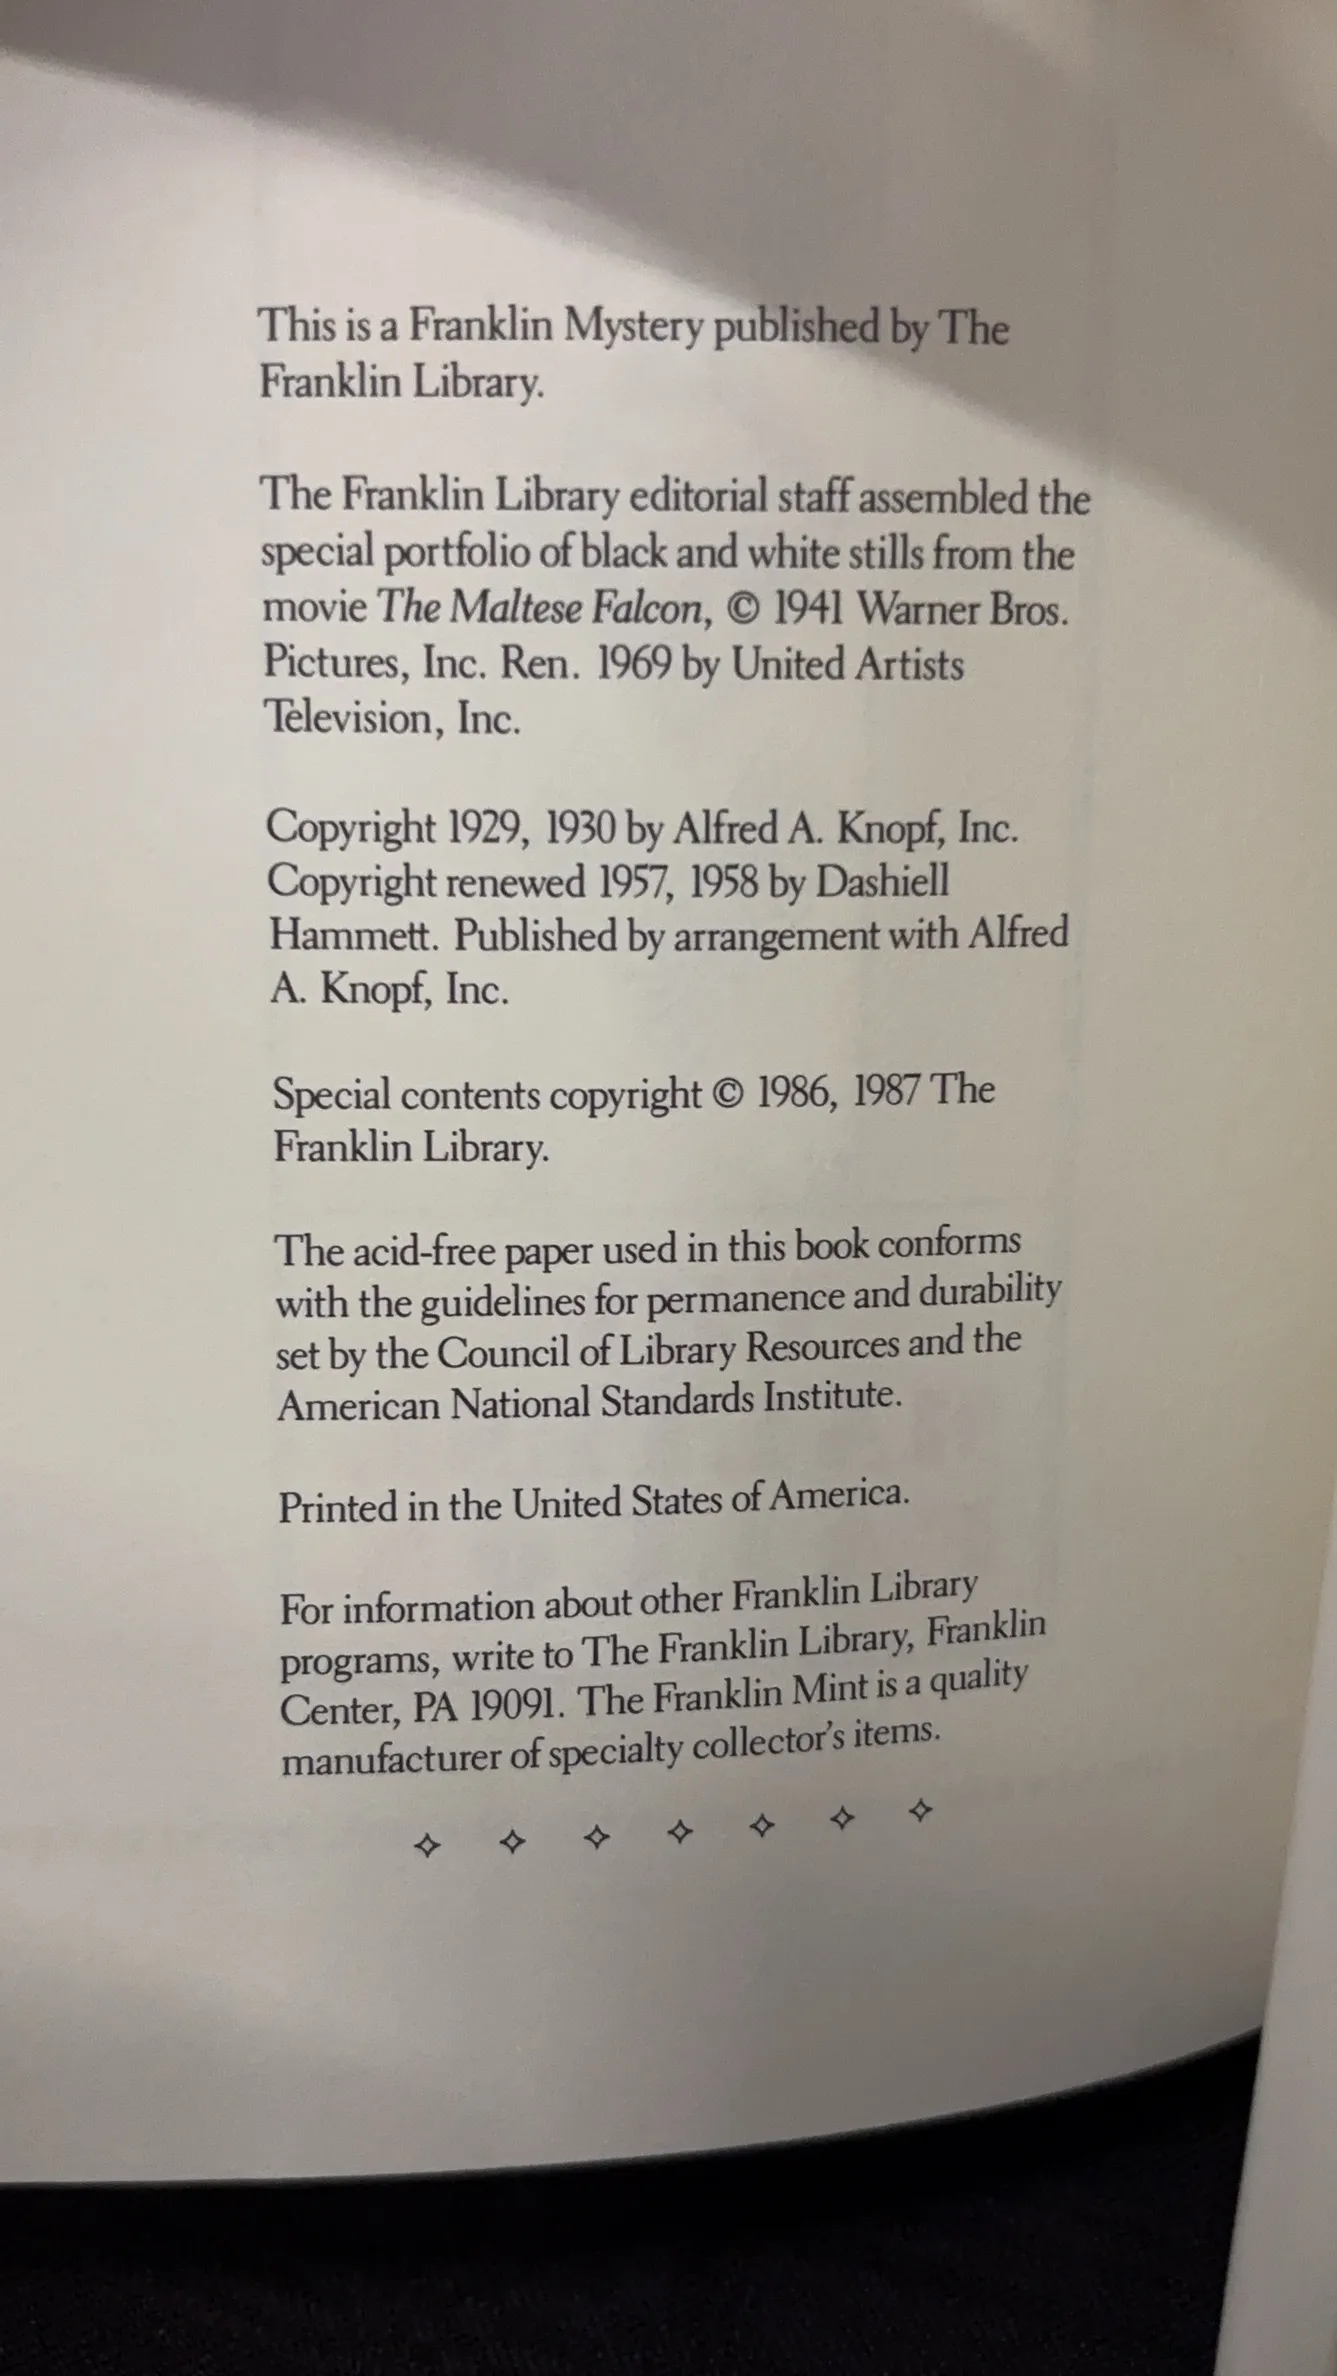 This is a Franklin Mystery published by The
Franklin Library.
The Franklin Library editorial staff assembled the
special portfolio of black and white stills from the
movie The Maltese Falcon, © 1941 Warner Bros.
Pictures, Inc. Ren. 1969 by United Artists
Television, Inc.
Copyright 1929, 1930 by Alfred A. Knopf, Inc.
Copyright renewed 1957, 1958 by Dashiell
Hammett. Published by arrangement with Alfred
A. Knopf, Inc.
Special contents copyright © 1986, 1987 The
Franklin Library.
The acid-free paper used in this book conforms
with the guidelines for permanence and durability
set by the Council of Library Resources and the
American National Standards Institute.
Printed in the United States of America.
For information about other Franklin Library
programs, write to The Franklin Library, Franklin
Center, PA 19091. The Franklin Mint is a quality
manufacturer of specialty collector's items.